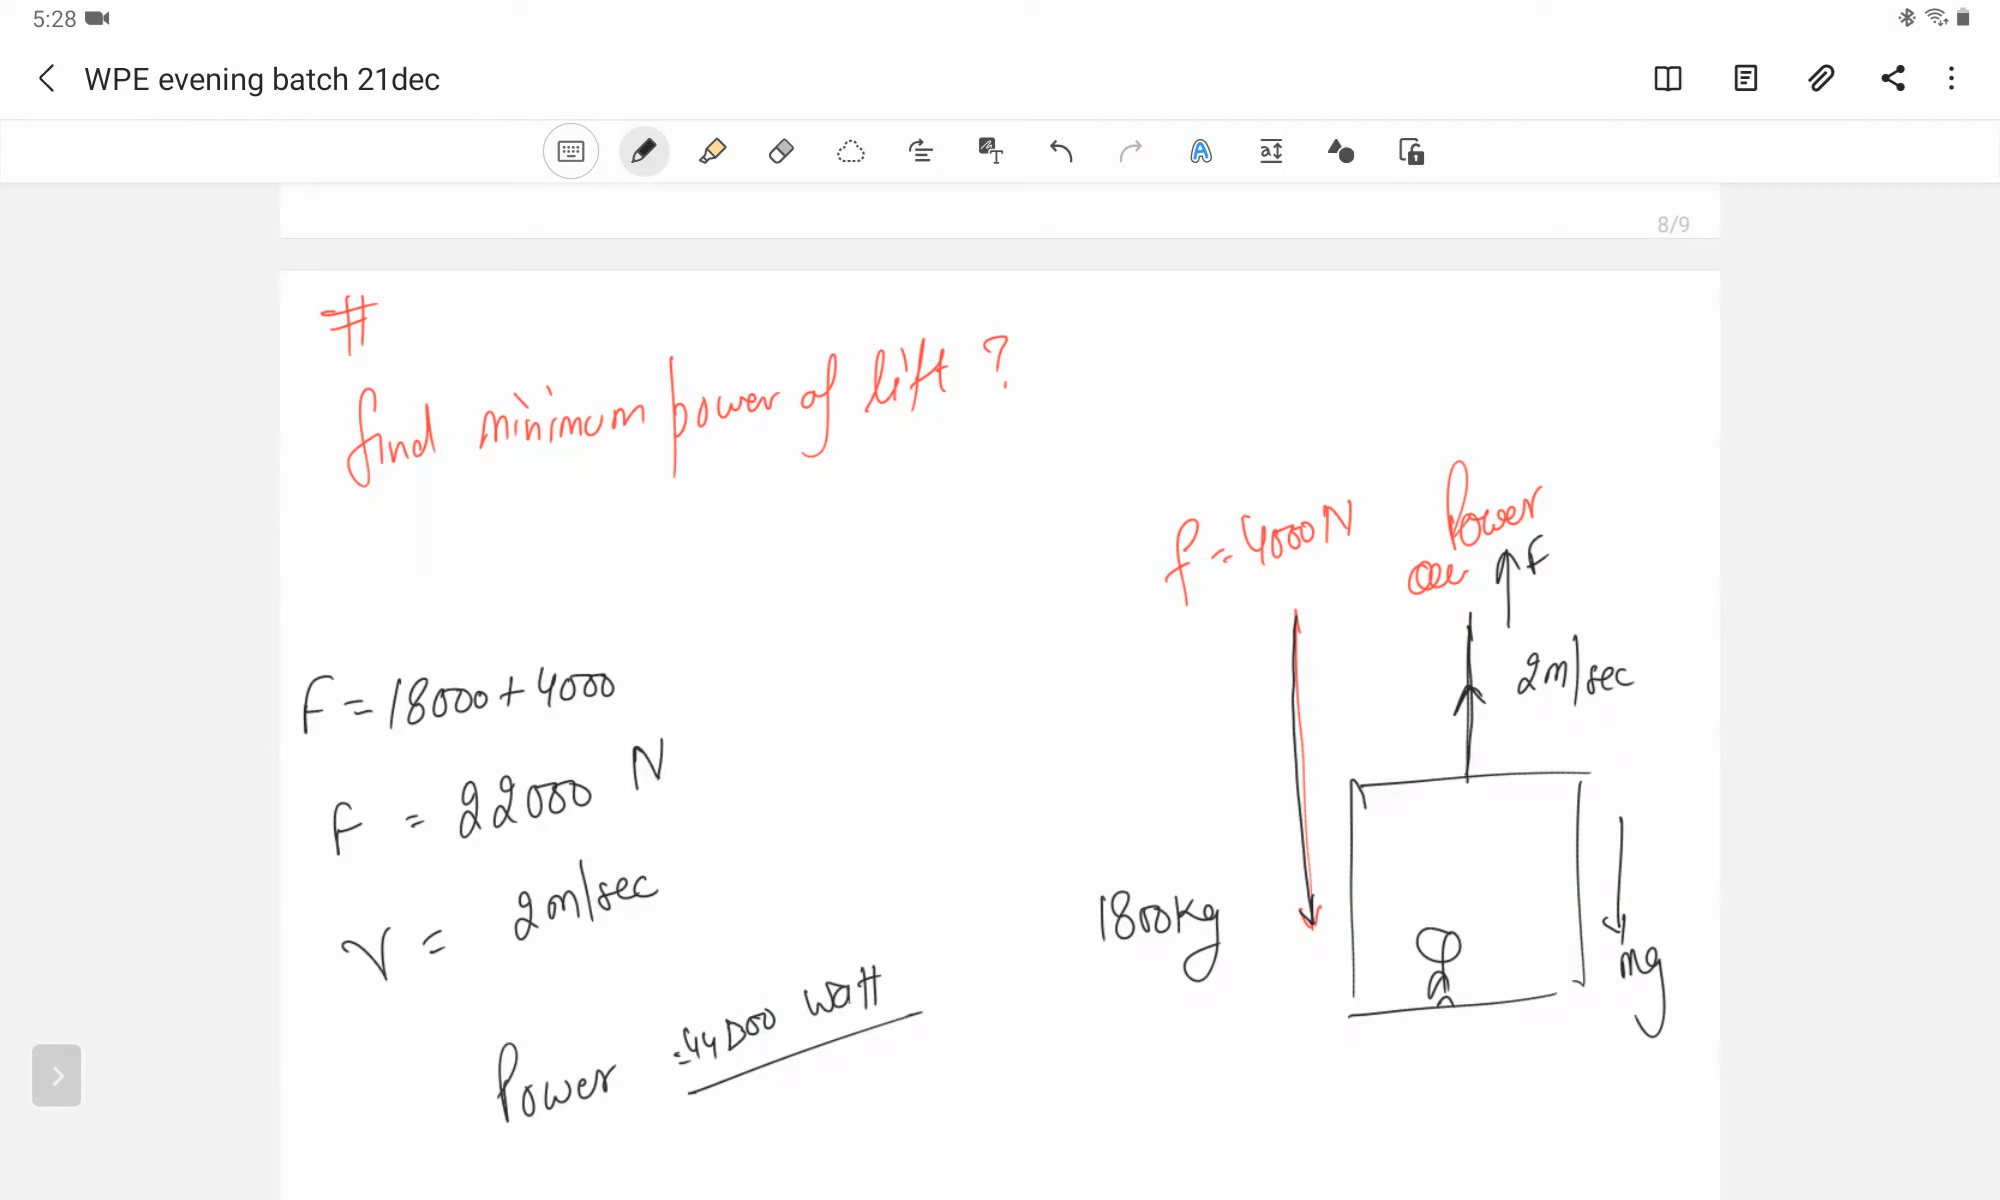 5:28
WPE evening batch 21dec
8/9
#
find minimum power of lift ?
f = 4000 N
Power
F
2m/sec
F = 18000 + 4000
F = 22000 N
V = 2m/sec
1800kg
mg
Power = 44000 watt